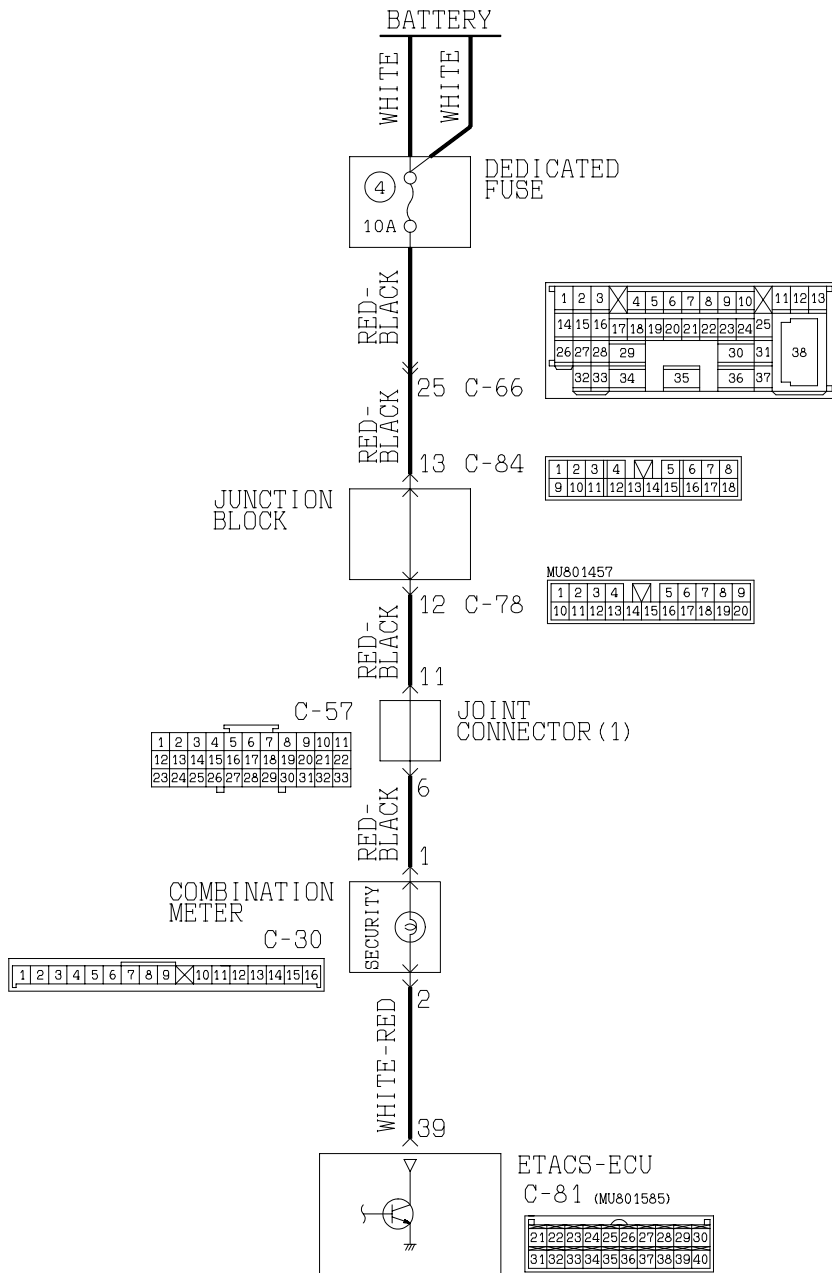 BATTERY
WHITE
WHITE
DEDICATED
FUSE
4
10A
RED-
BLACK
1 2 3 4 5 6 7 8 9 10 11 12 13
14 15 16 17 18 19 20 21 22 23 24 25
26 27 28 29 30 31 38
32 33 34 35 36 37
25 C-66
RED-
BLACK
13 C-84
1 2 3 4 5 6 7 8
9 10 11 12 13 14 15 16 17 18
JUNCTION
BLOCK
MU801457
1 2 3 4 5 6 7 8 9
10 11 12 13 14 15 16 17 18 19 20
12 C-78
RED-
BLACK
11
C-57
JOINT
CONNECTOR(1)
1 2 3 4 5 6 7 8 9 10 11
12 13 14 15 16 17 18 19 20 21 22
23 24 25 26 27 28 29 30 31 32 33
6
RED-
BLACK
1
COMBINATION
METER
SECURITY
C-30
1 2 3 4 5 6 7 8 9 10 11 12 13 14 15 16
2
WHITE-RED
39
ETACS-ECU
C-81 (MU801585)
21 22 23 24 25 26 27 28 29 30
31 32 33 34 35 36 37 38 39 40